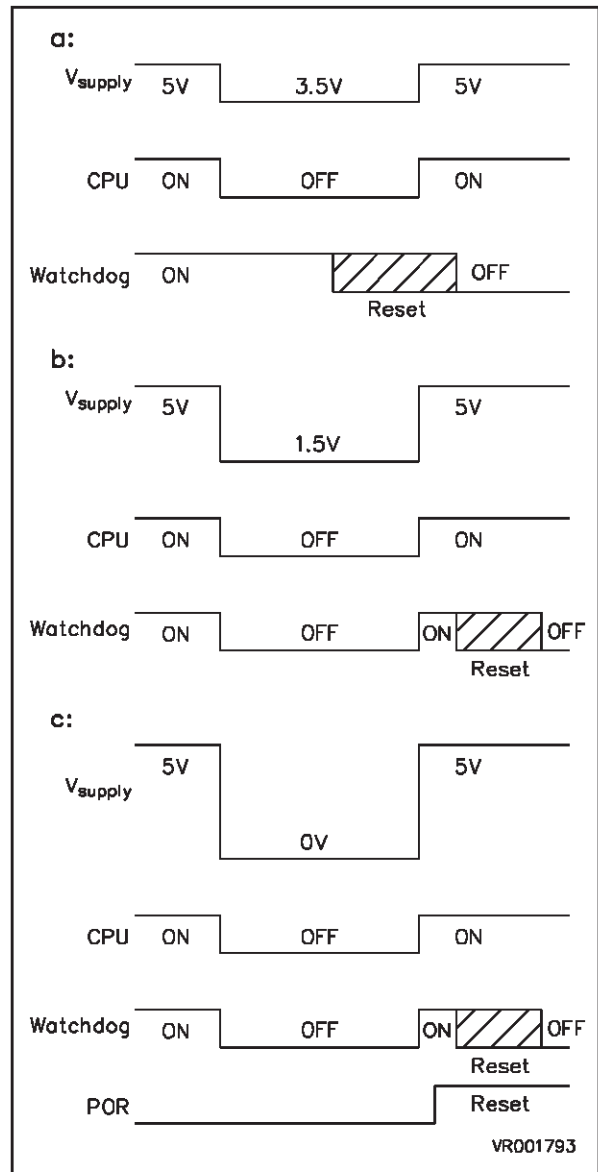 a:
Vsupply 5V 3.5V 5V
CPU ON OFF ON
Watchdog ON OFF
Reset
b:
Vsupply 5V 5V
1.5V
CPU ON OFF ON
Watchdog ON OFF ON OFF
Reset
c:
5V 5V
Vsupply
0V
CPU ON OFF ON
Watchdog ON OFF ON OFF
Reset
POR Reset
VR001793